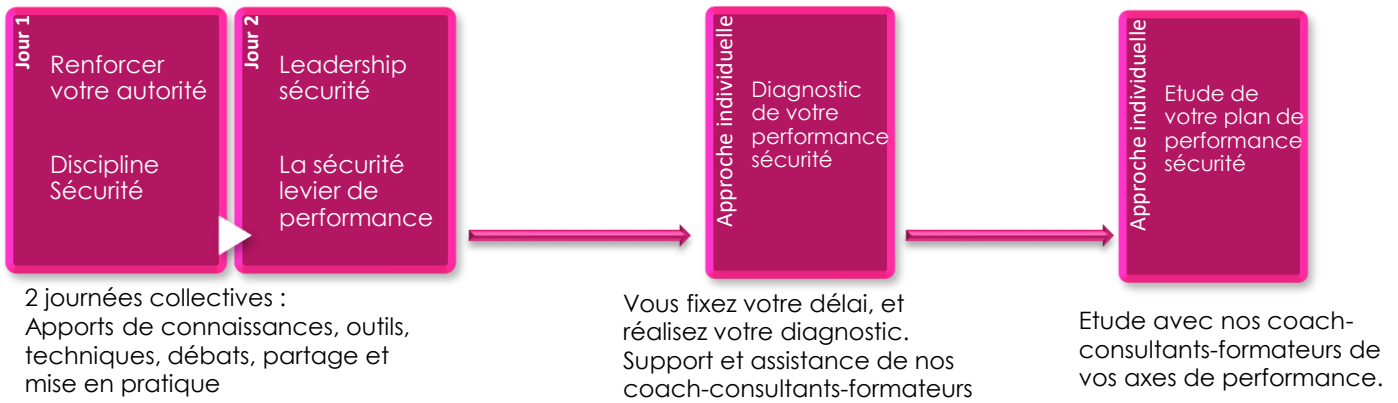 Jour 1
Renforcer
votre autorité
Discipline
Sécurité
Jour 2
Leadership
sécurité
La sécurité
levier de
performance
2 journées collectives :
Apports de connaissances, outils,
techniques, débats, partage et
mise en pratique
Approche individuelle
Diagnostic
de votre
performance
sécurité
Vous fixez votre délai, et
réalisez votre diagnostic.
Support et assistance de nos
coach-consultants-formateurs
Approche individuelle
Etude de
votre plan de
performance
sécurité
Etude avec nos coach-
consultants-formateurs de
vos axes de performance.